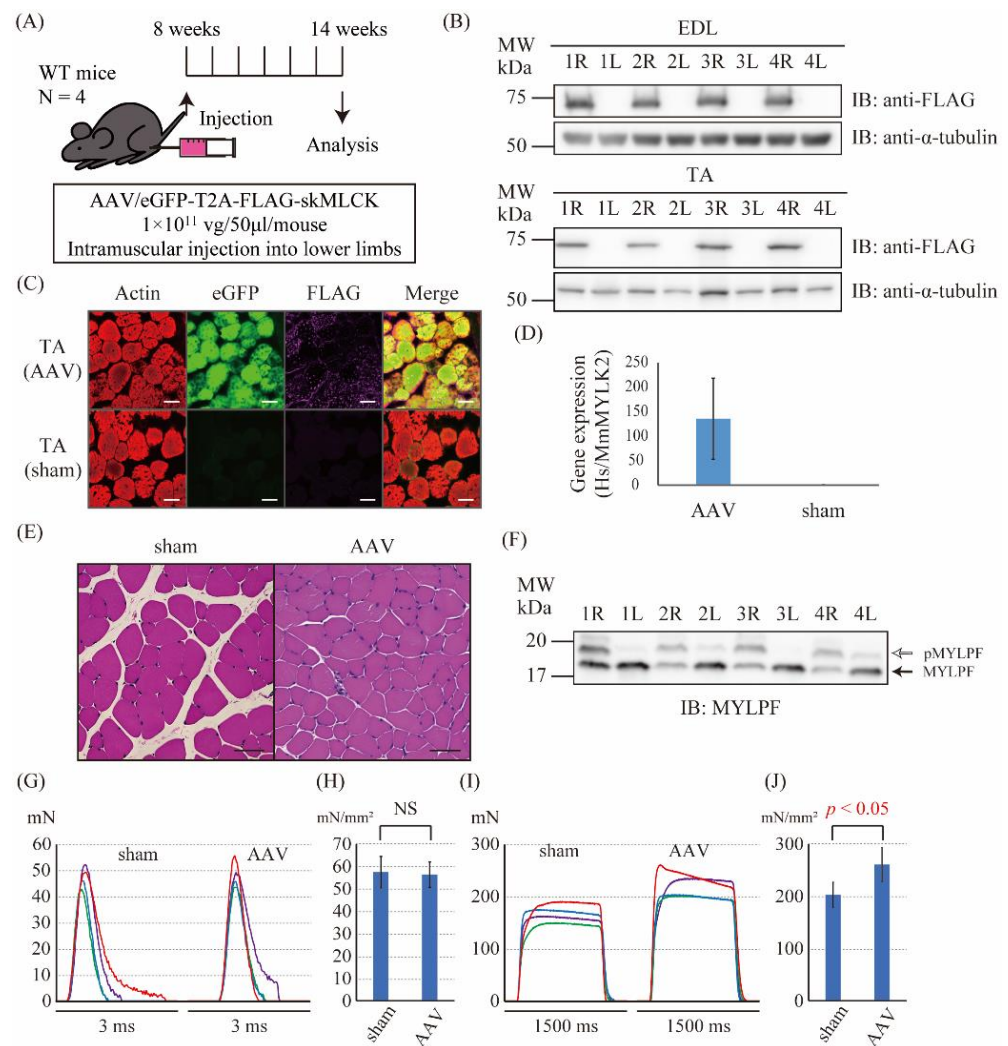 (A)
8 weeks 14 weeks
WT mice
N = 4
Injection
Analysis
AAV/eGFP-T2A-FLAG-skMLCK
1×10¹¹ vg/50μl/mouse
Intramuscular injection into lower limbs
(B)
EDL
MW
kDa
1R 1L 2R 2L 3R 3L 4R 4L
75
IB: anti-FLAG
50
IB: anti-α-tubulin
TA
1R 1L 2R 2L 3R 3L 4R 4L
75
IB: anti-FLAG
50
IB: anti-α-tubulin
(C)
Actin eGFP FLAG Merge
TA
(AAV)
TA
(sham)
(D)
Gene expression
(Hs/MmMYLK2)
250
200
150
100
50
0
AAV sham
(E)
sham AAV
(F)
MW
kDa
1R 1L 2R 2L 3R 3L 4R 4L
20
pMYLPF
17
MYLPF
IB: MYLPF
(G)
mN
60
50
40
30
20
10
0
sham AAV
3 ms 3 ms
(H)
mN/mm²
NS
80
70
60
50
40
30
20
10
0
sham AAV
(I)
mN
300
200
100
0
sham AAV
1500 ms 1500 ms
(J)
mN/mm²
p < 0.05
300
200
100
0
sham AAV